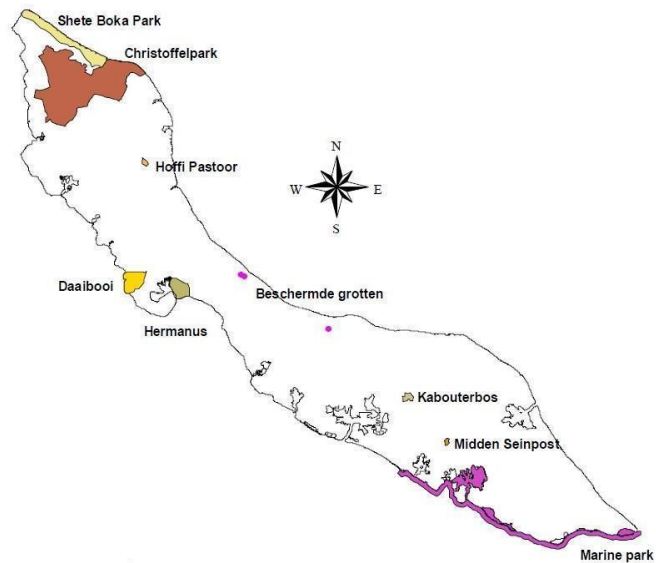 Shete Boka Park
Christoffelpark
N
Hoffi Pastoor
W
E
S
Daaibooi
Beschermde grotten
Hermanus
Kabouterbos
Midden Seinpost
Marine park